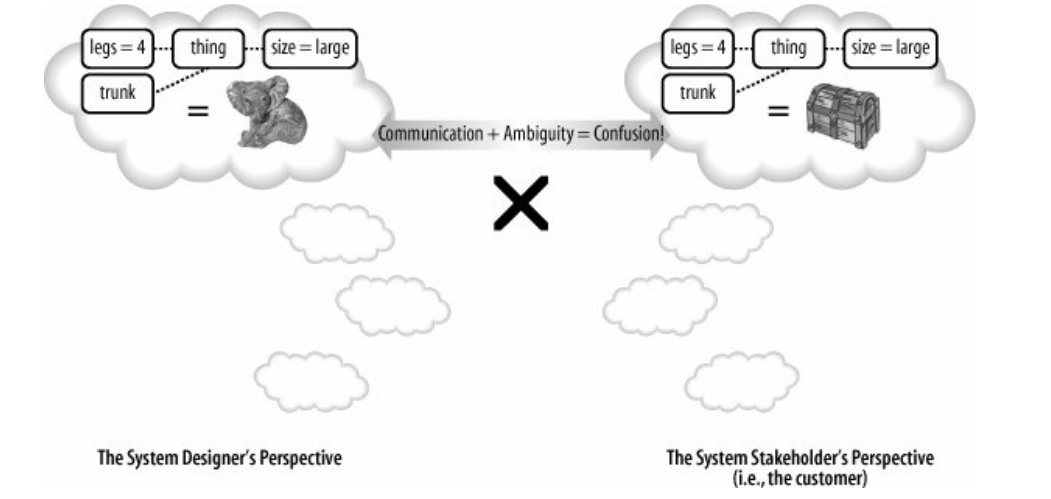 legs = 4
thing
size = large
trunk
=
legs = 4
thing
size = large
trunk
=
Communication + Ambiguity = Confusion!
The System Designer's Perspective
The System Stakeholder's Perspective
(i.e., the customer)